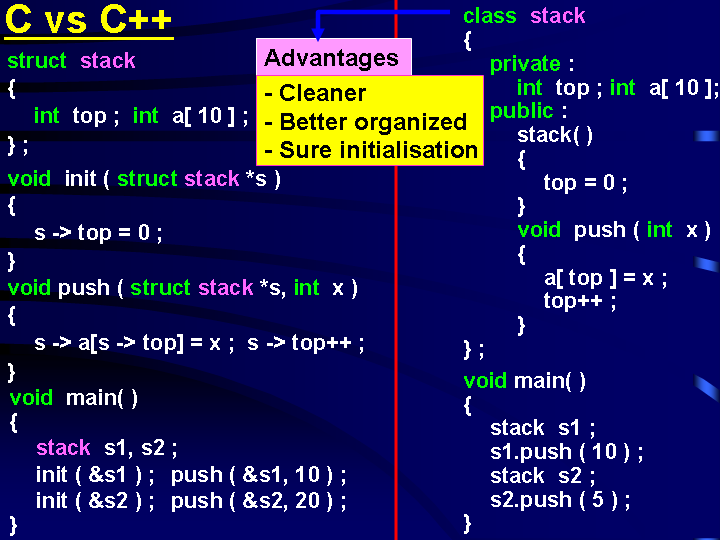 C vs C++
struct stack
{
int top ; int a[ 10 ] ;
} ;
void init ( struct stack *s )
{
s -> top = 0 ;
}
void push ( struct stack *s, int x )
{
s -> a[s -> top] = x ; s -> top++ ;
}
void main( )
{
stack s1, s2 ;
init ( &s1 ) ; push ( &s1, 10 ) ;
init ( &s2 ) ; push ( &s2, 20 ) ;
}
Advantages
- Cleaner
- Better organized
- Sure initialisation
class stack
{
private :
int top ; int a[ 10 ];
public :
stack( )
{
top = 0 ;
}
void push ( int x )
{
a[ top ] = x ;
top++ ;
}
} ;
void main( )
{
stack s1 ;
s1.push ( 10 ) ;
stack s2 ;
s2.push ( 5 ) ;
}